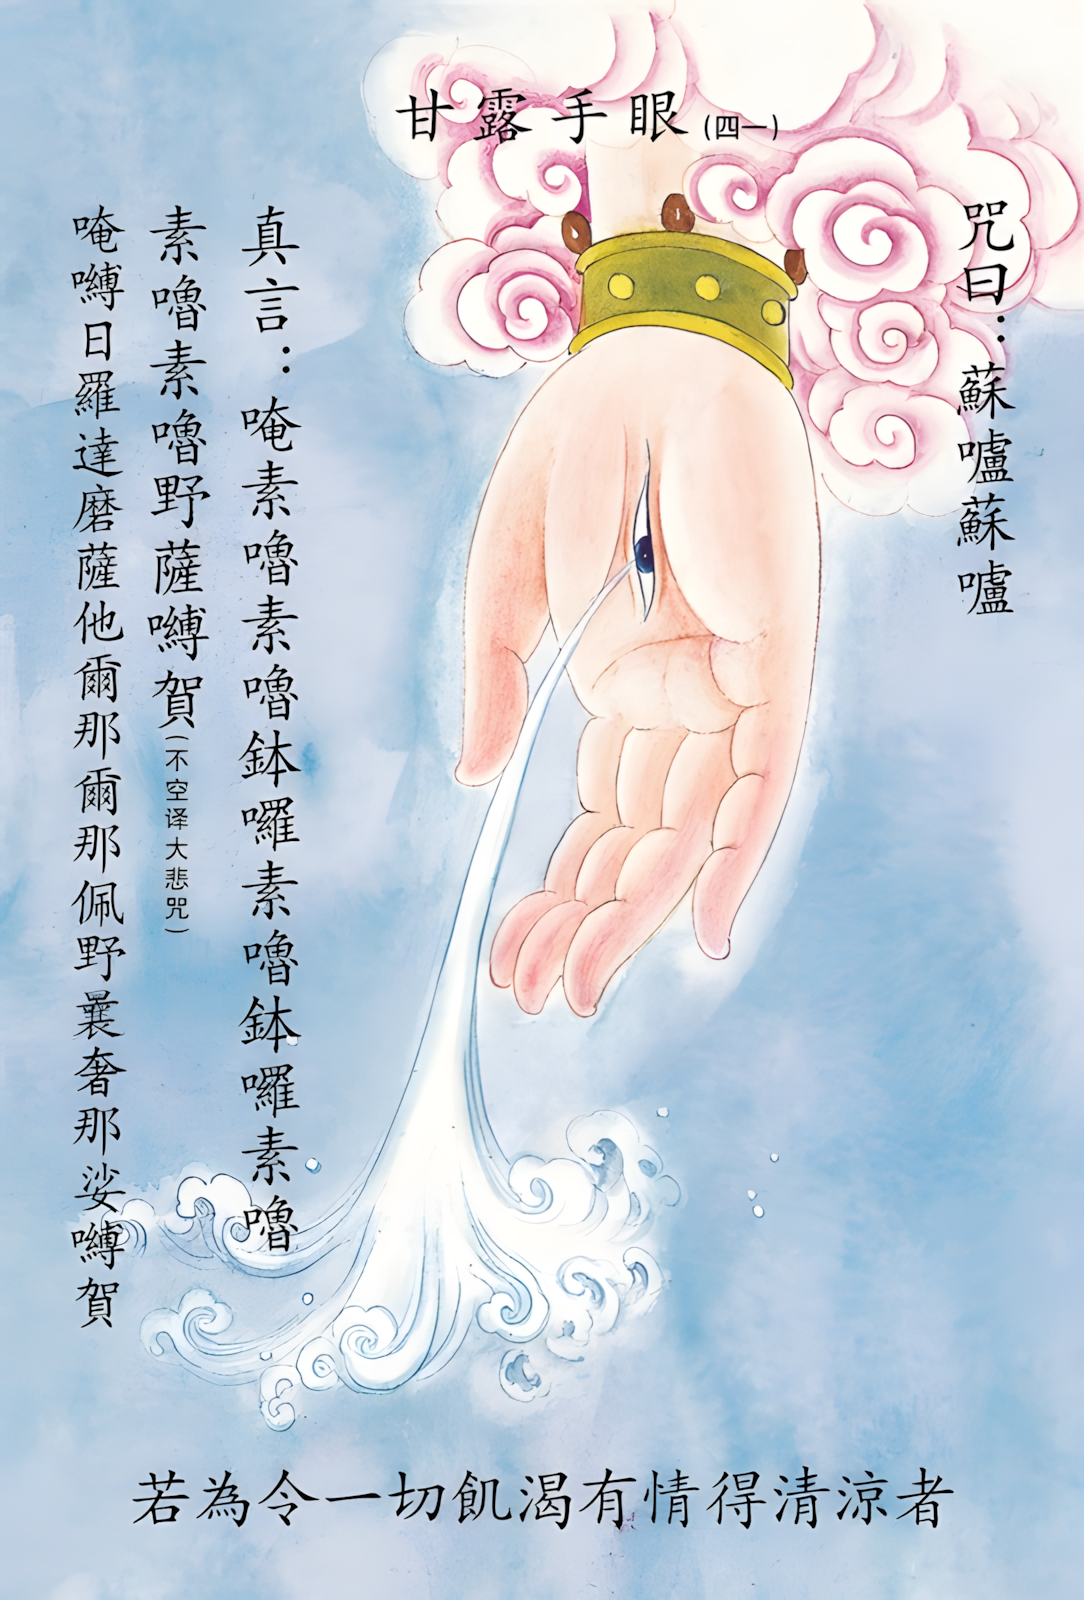 甘露手眼(四一)
咒曰：蘇嚧蘇嚧
真言：唵素嚕素嚕鉢囉素嚕鉢囉素嚕
素嚕素嚕野薩嚩賀(不空译大悲咒)
唵嚩日羅達磨薩他爾那爾那佩野曩奢那娑嚩賀
若為令一切飢渴有情得清涼者